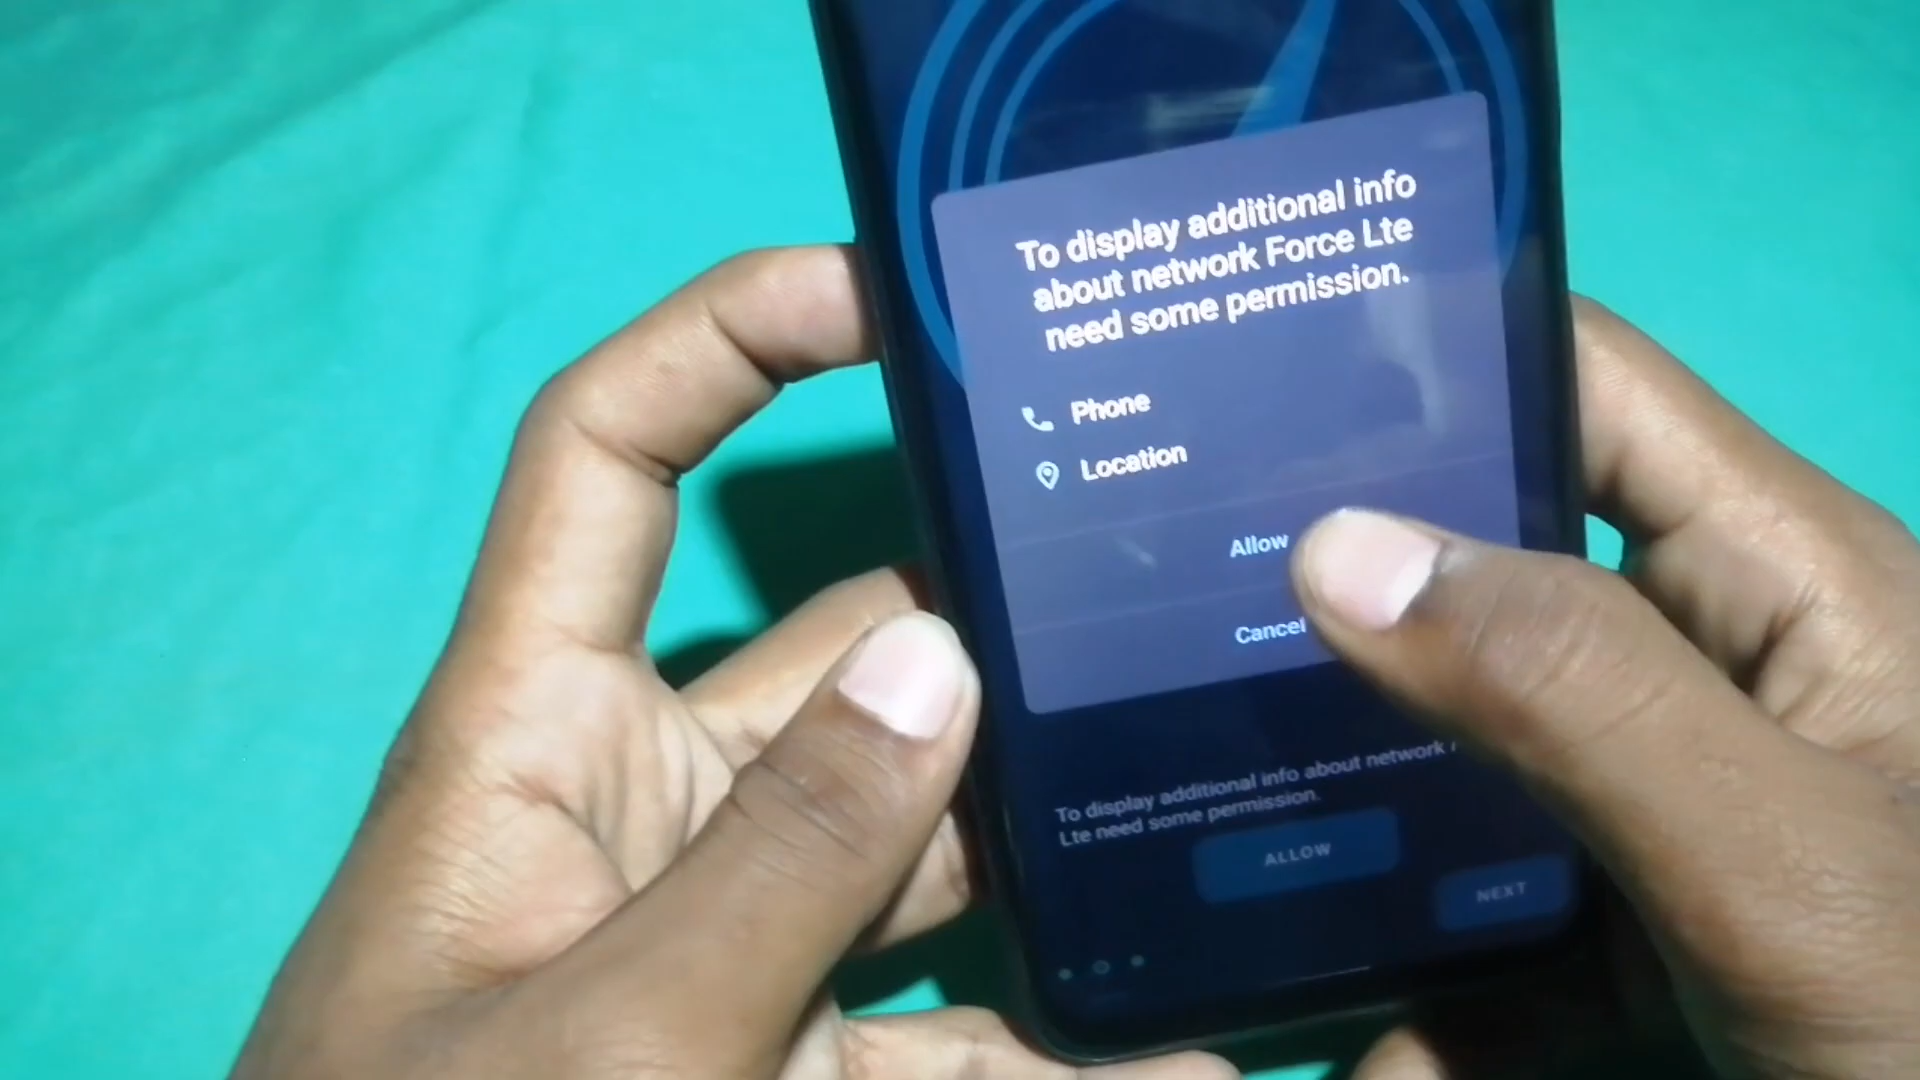 To display additional info
about network Force Lte
need some permission.
Phone
Location
Allow
Cancel
To display additional info about network
Lte need some permission.
ALLOW
NEXT